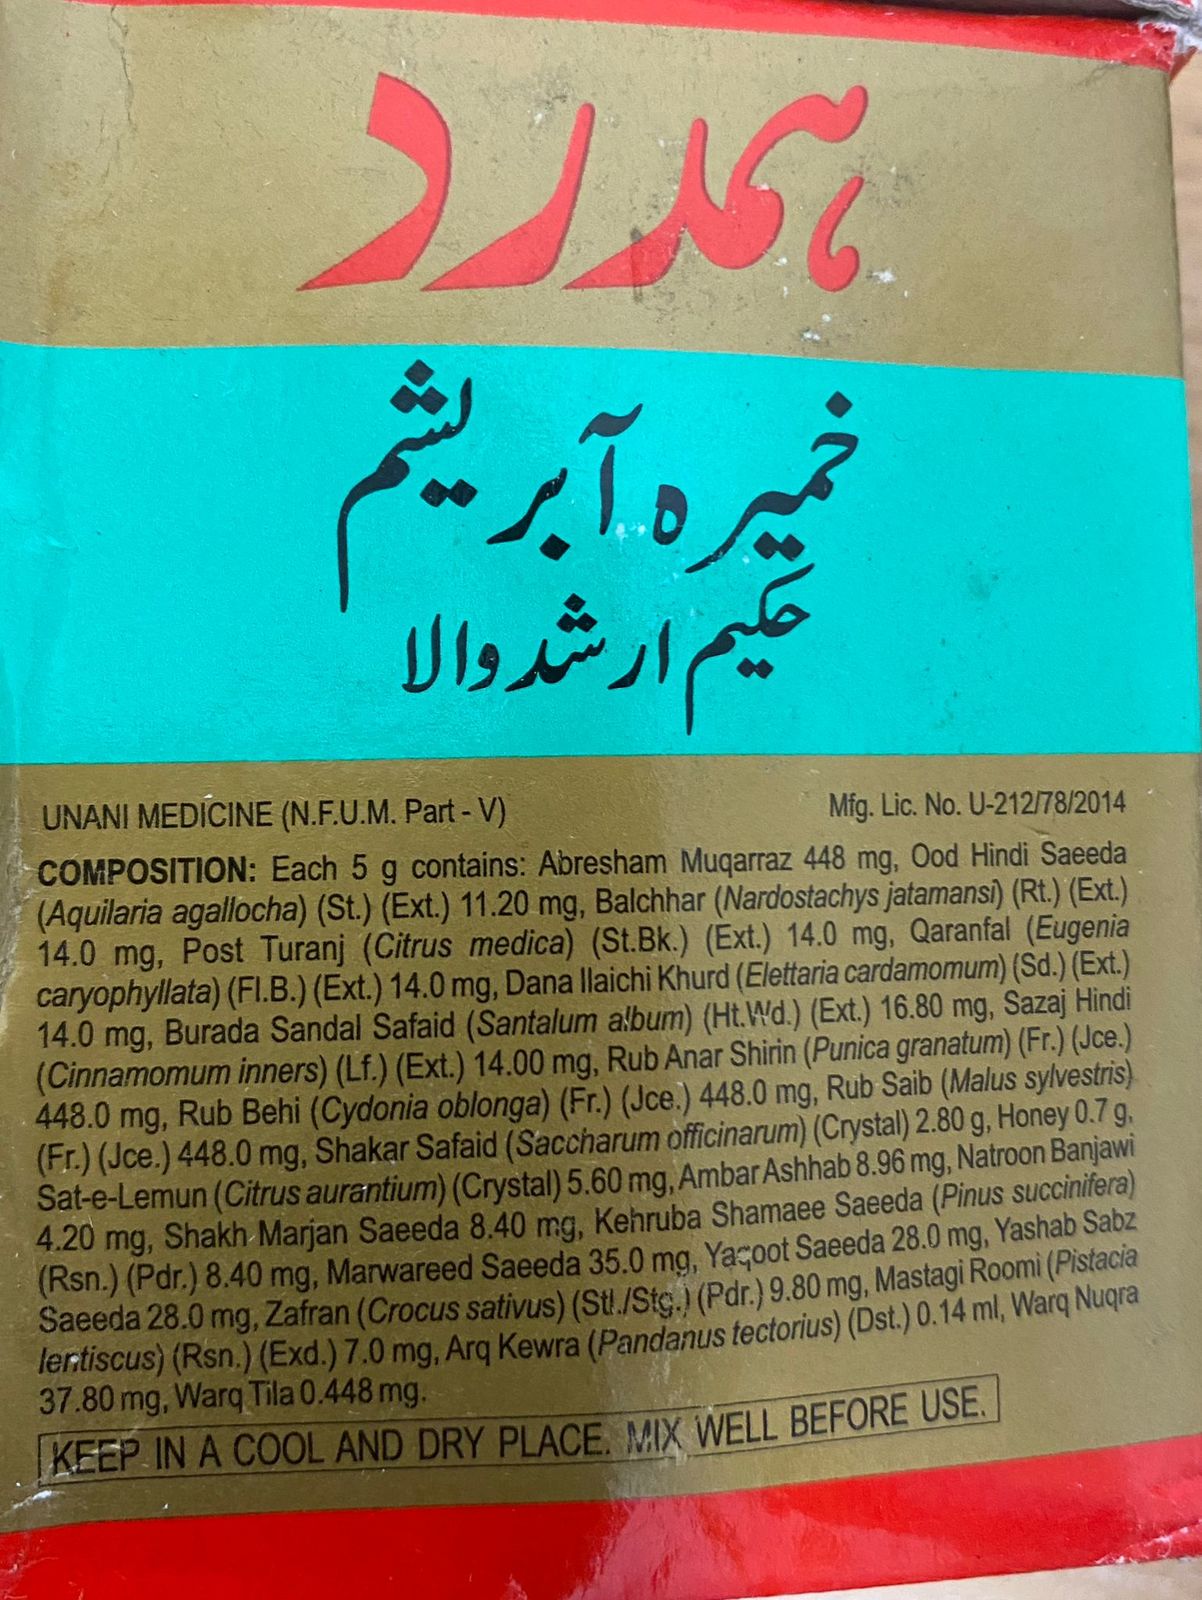 ہمدرد
خمیرہ آبریشم
حکیم ارشد والا
UNANI MEDICINE (N.F.U.M. Part - V)
Mfg. Lic. No. U-212/78/2014
COMPOSITION: Each 5 g contains: Abresham Muqarraz 448 mg, Ood Hindi Saeeda
(Aquilaria agallocha) (St.) (Ext.) 11.20 mg, Balchhar (Nardostachys jatamansi) (Rt.) (Ext.)
14.0 mg, Post Turanj (Citrus medica) (St.Bk.) (Ext.) 14.0 mg, Qaranfal (Eugenia
caryophyllata) (Fl.B.) (Ext.) 14.0 mg, Dana Ilaichi Khurd (Elettaria cardamomum) (Sd.) (Ext.)
14.0 mg, Burada Sandal Safaid (Santalum album) (Ht.Wd.) (Ext.) 16.80 mg, Sazaj Hindi
(Cinnamomum inners) (Lf.) (Ext.) 14.00 mg, Rub Anar Shirin (Punica granatum) (Fr.) (Jce.)
448.0 mg, Rub Behi (Cydonia oblonga) (Fr.) (Jce.) 448.0 mg, Rub Saib (Malus sylvestris)
(Fr.) (Jce.) 448.0 mg, Shakar Safaid (Saccharum officinarum) (Crystal) 2.80 g, Honey 0.7 g,
Sat-e-Lemun (Citrus aurantium) (Crystal) 5.60 mg, Ambar Ashhab 8.96 mg, Natroon Banjawi
4.20 mg, Shakh Marjan Saeeda 8.40 mg, Kehruba Shamaee Saeeda (Pinus succinifera)
(Rsn.) (Pdr.) 8.40 mg, Marwareed Saeeda 35.0 mg, Yaqoot Saeeda 28.0 mg, Yashab Sabz
Saeeda 28.0 mg, Zafran (Crocus sativus) (Stl./Stg.) (Pdr.) 9.80 mg, Mastagi Roomi (Pistacia
lentiscus) (Rsn.) (Exd.) 7.0 mg, Arq Kewra (Pandanus tectorius) (Dst.) 0.14 ml, Warq Nuqra
37.80 mg, Warq Tila 0.448 mg.
KEEP IN A COOL AND DRY PLACE. MIX WELL BEFORE USE.